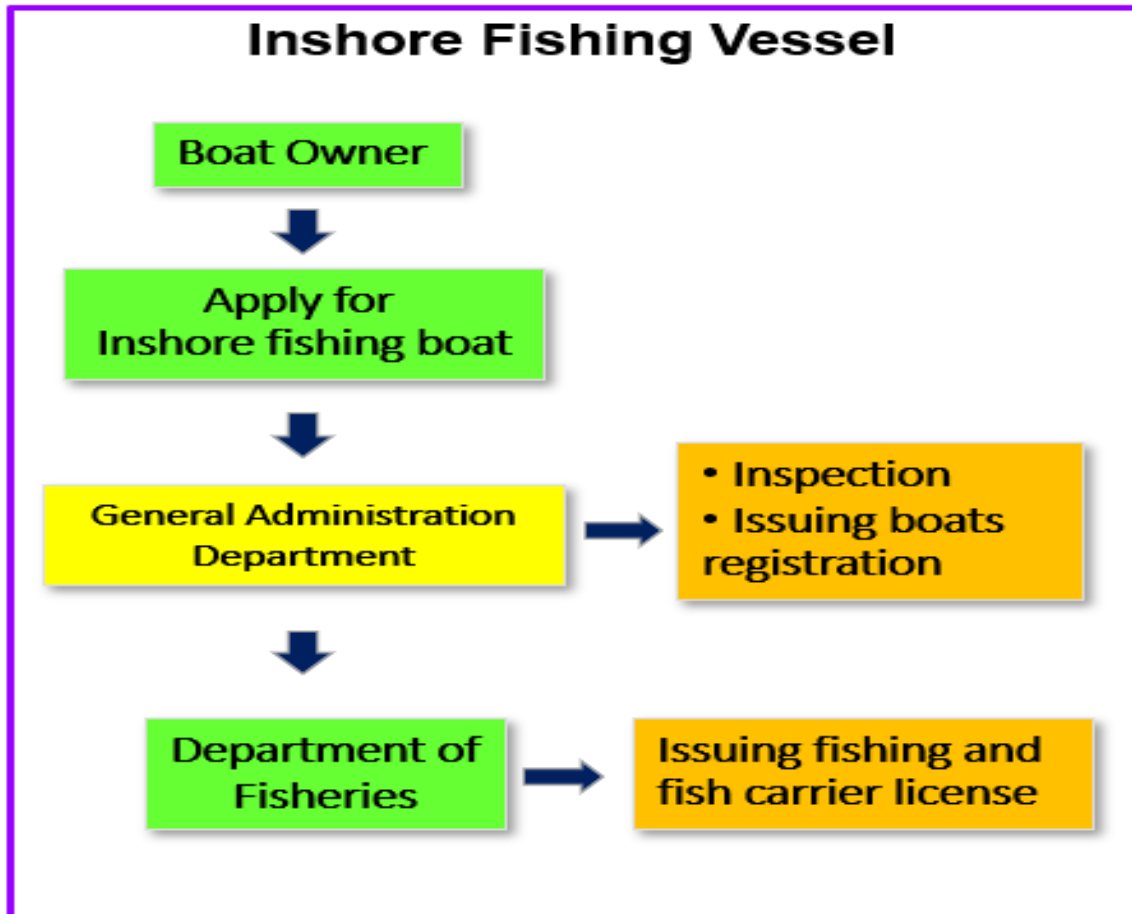 Inshore Fishing Vessel
Boat Owner
Apply for
Inshore fishing boat
General Administration
Department
• Inspection
• Issuing boats
registration
Department of
Fisheries
Issuing fishing and
fish carrier license